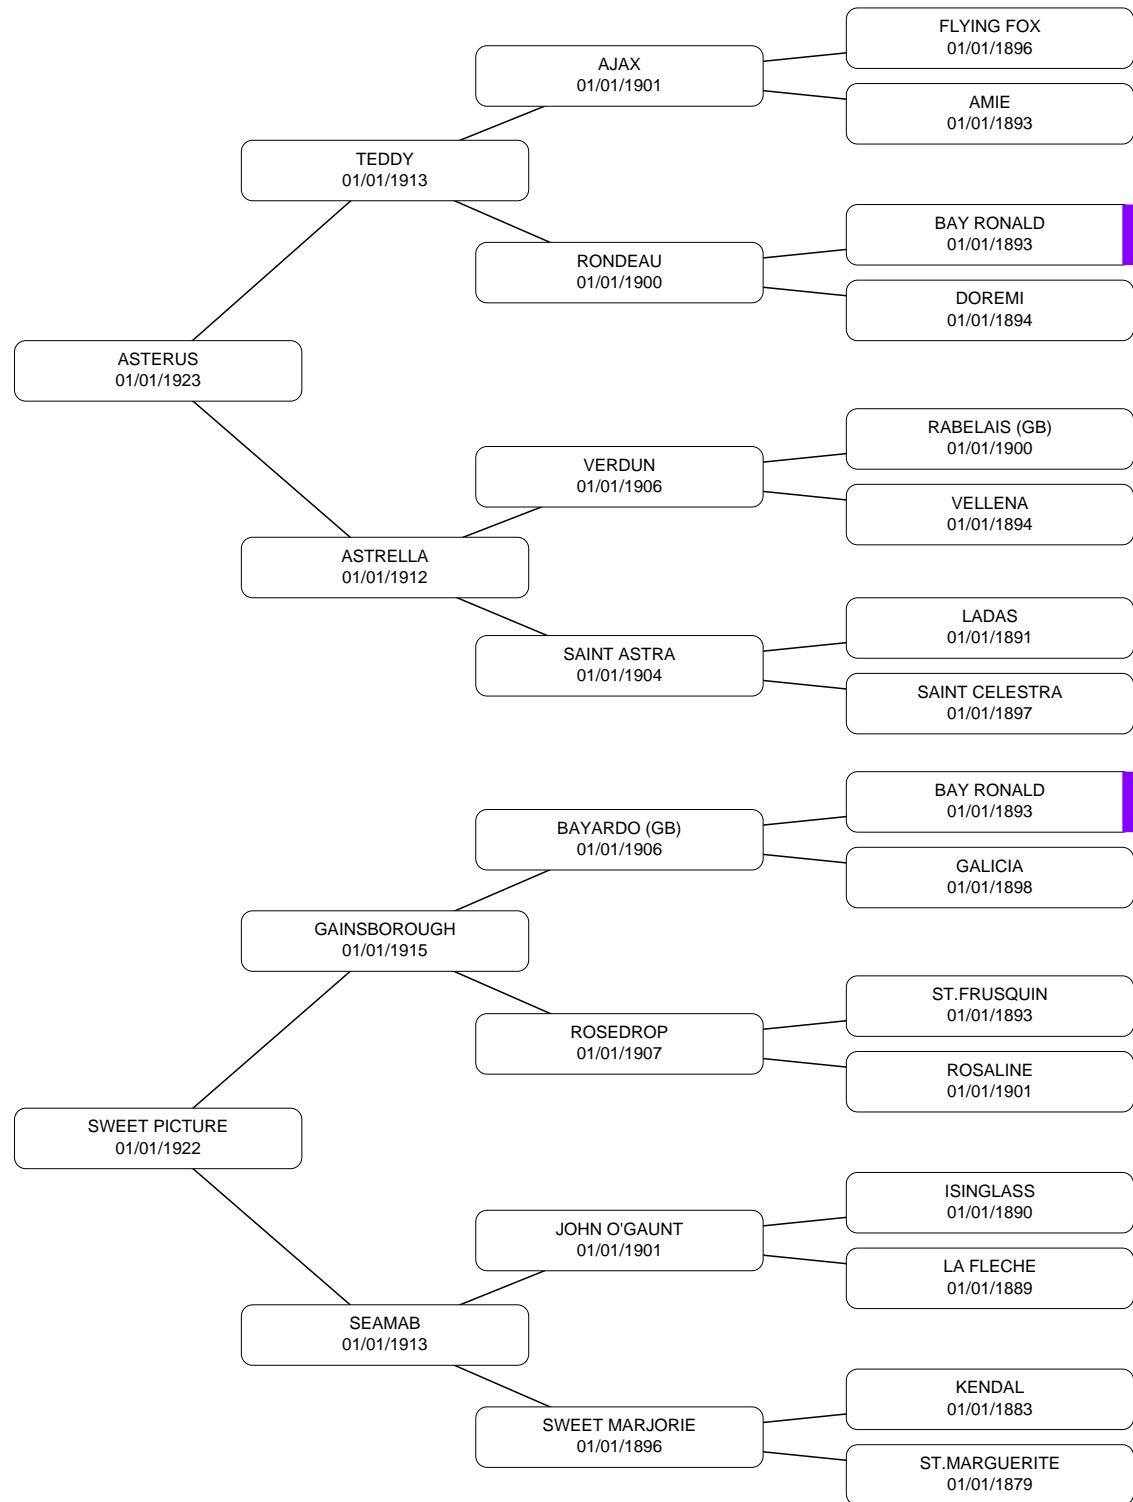 FLYING FOX
01/01/1896
AJAX
01/01/1901
AMIE
01/01/1893
TEDDY
01/01/1913
BAY RONALD
01/01/1893
RONDEAU
01/01/1900
DOREMI
01/01/1894
ASTERUS
01/01/1923
RABELAIS (GB)
01/01/1900
VERDUN
01/01/1906
VELLENA
01/01/1894
ASTRELLA
01/01/1912
LADAS
01/01/1891
SAINT ASTRA
01/01/1904
SAINT CELESTRA
01/01/1897
BAY RONALD
01/01/1893
BAYARDO (GB)
01/01/1906
GALICIA
01/01/1898
GAINSBOROUGH
01/01/1915
ST.FRUSQUIN
01/01/1893
ROSEDROP
01/01/1907
ROSALINE
01/01/1901
SWEET PICTURE
01/01/1922
ISINGLASS
01/01/1890
JOHN O'GAUNT
01/01/1901
LA FLECHE
01/01/1889
SEAMAB
01/01/1913
KENDAL
01/01/1883
SWEET MARJORIE
01/01/1896
ST.MARGUERITE
01/01/1879